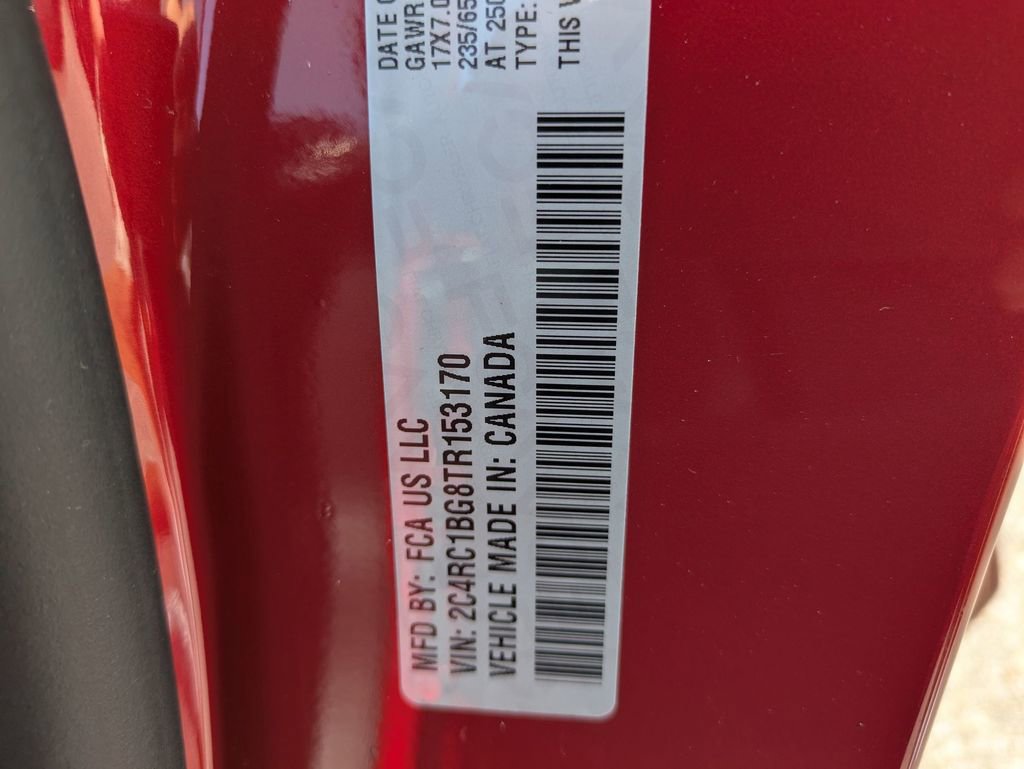 MFD BY: FCA US LLC
DATE
VIN: 2C4RC1BG8TR153170
GAWR
VEHICLE MADE IN: CANADA
17X7.0
235/65
AT 250
TYPE:
THIS